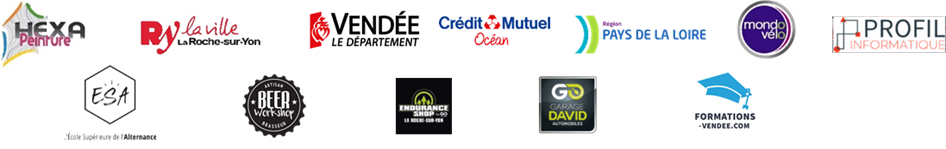 HEXA
Peinture
Ry la ville
LA ROCHE-sur-YON
VENDÉE
LE DÉPARTEMENT
Crédit Mutuel
Océan
Région
PAYS DE LA LOIRE
mondo
vélo
PROFIL
INFORMATIQUE
ESA
L'École Supérieure de l'Alternance
ARTISAN
BEER
Workshop
BRASSEUR
ENDURANCE
SHOP
LA ROCHE-SUR-YON
GO
GARAGE
DAVID
AUTOMOBILES
FORMATIONS
-VENDEE.COM